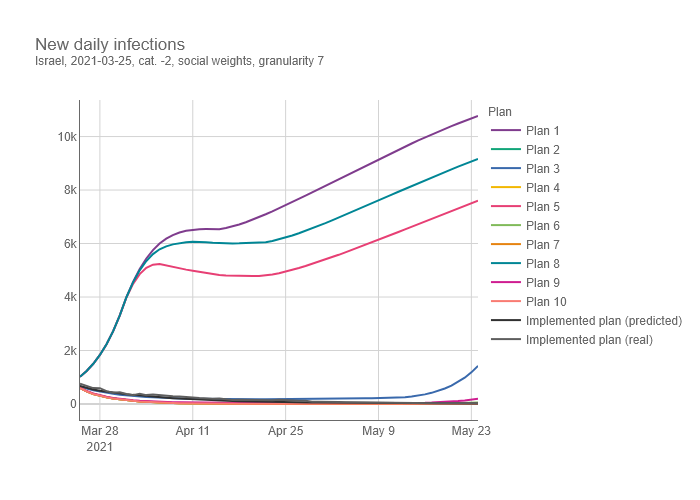 New daily infections
Israel, 2021-03-25, cat. -2, social weights, granularity 7
Plan
Plan 1
Plan 2
Plan 3
Plan 4
Plan 5
Plan 6
Plan 7
Plan 8
Plan 9
Plan 10
Implemented plan (predicted)
Implemented plan (real)
10k
8k
6k
4k
2k
0
Mar 28
2021
Apr 11
Apr 25
May 9
May 23